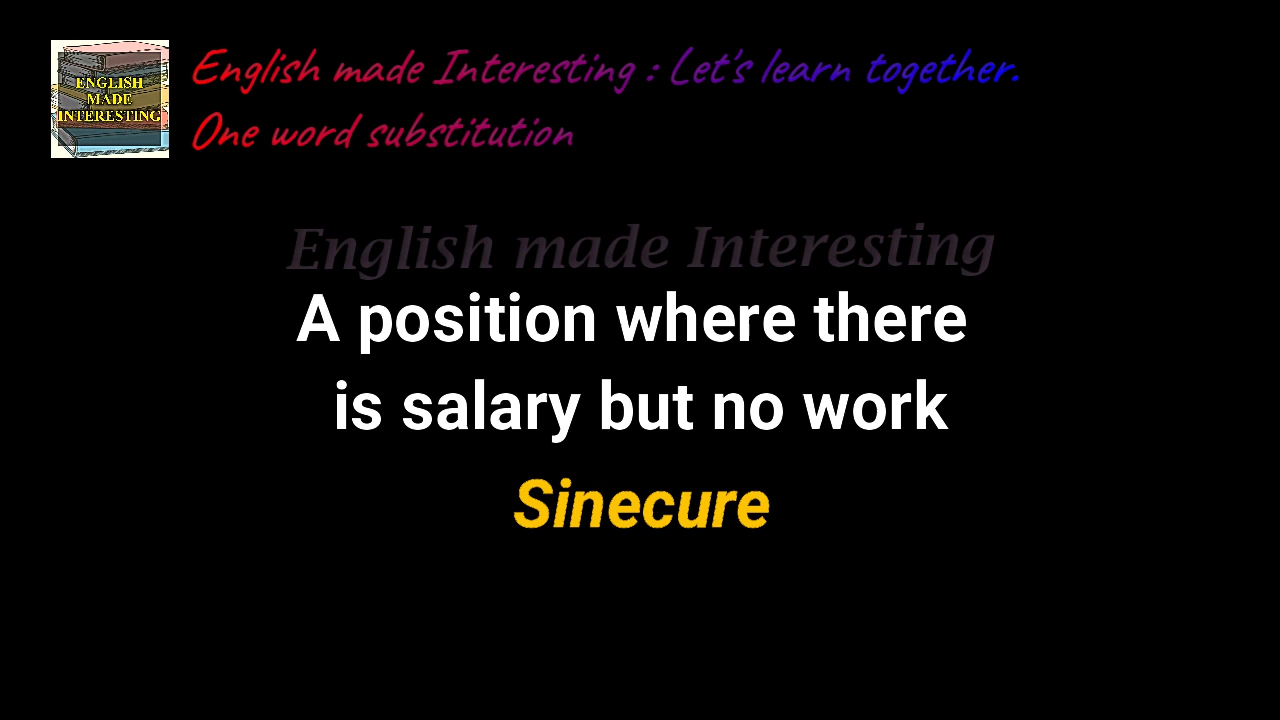 ENGLISH
MADE
INTERESTING
English made Interesting : Let's learn together.
One word substitution
English made Interesting
A position where there
is salary but no work
Sinecure